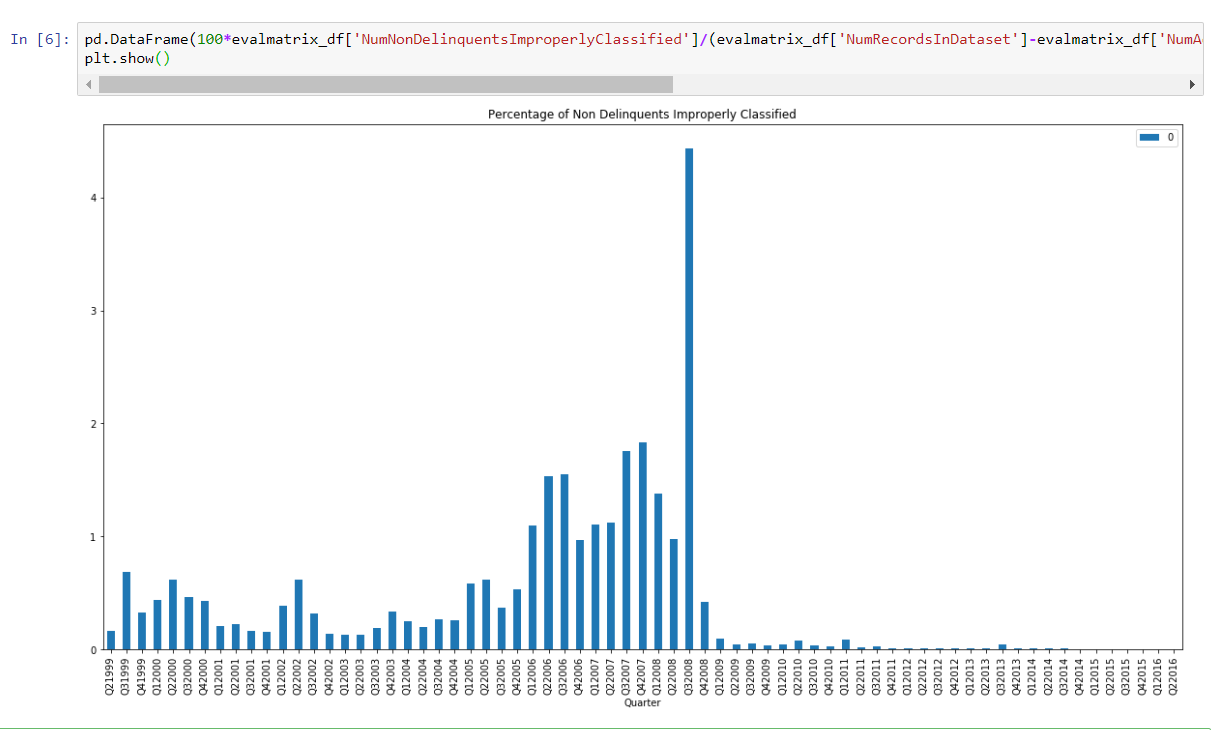 In [6]: pd.DataFrame(100*evalmatrix_df['NumNonDelinquentsImproperlyClassified']/(evalmatrix_df['NumRecordsInDataset']-evalmatrix_df['NumA
plt.show()
Percentage of Non Delinquents Improperly Classified
0
4
3
2
1
0
Q21999 Q31999 Q41999 Q12000 Q22000 Q32000 Q42000 Q12001 Q22001 Q32001 Q42001 Q12002 Q22002 Q32002 Q42002 Q12003 Q22003 Q32003 Q42003 Q12004 Q22004 Q32004 Q42004 Q12005 Q22005 Q32005 Q42005 Q12006 Q22006 Q32006 Q42006 Q12007 Q22007 Q32007 Q42007 Q12008 Q22008 Q32008 Q42008 Q12009 Q22009 Q32009 Q42009 Q12010 Q22010 Q32010 Q42010 Q12011 Q22011 Q32011 Q42011 Q12012 Q22012 Q32012 Q42012 Q12013 Q22013 Q32013 Q42013 Q12014 Q22014 Q32014 Q42014 Q12015 Q22015 Q32015 Q42015 Q12016 Q22016
Quarter